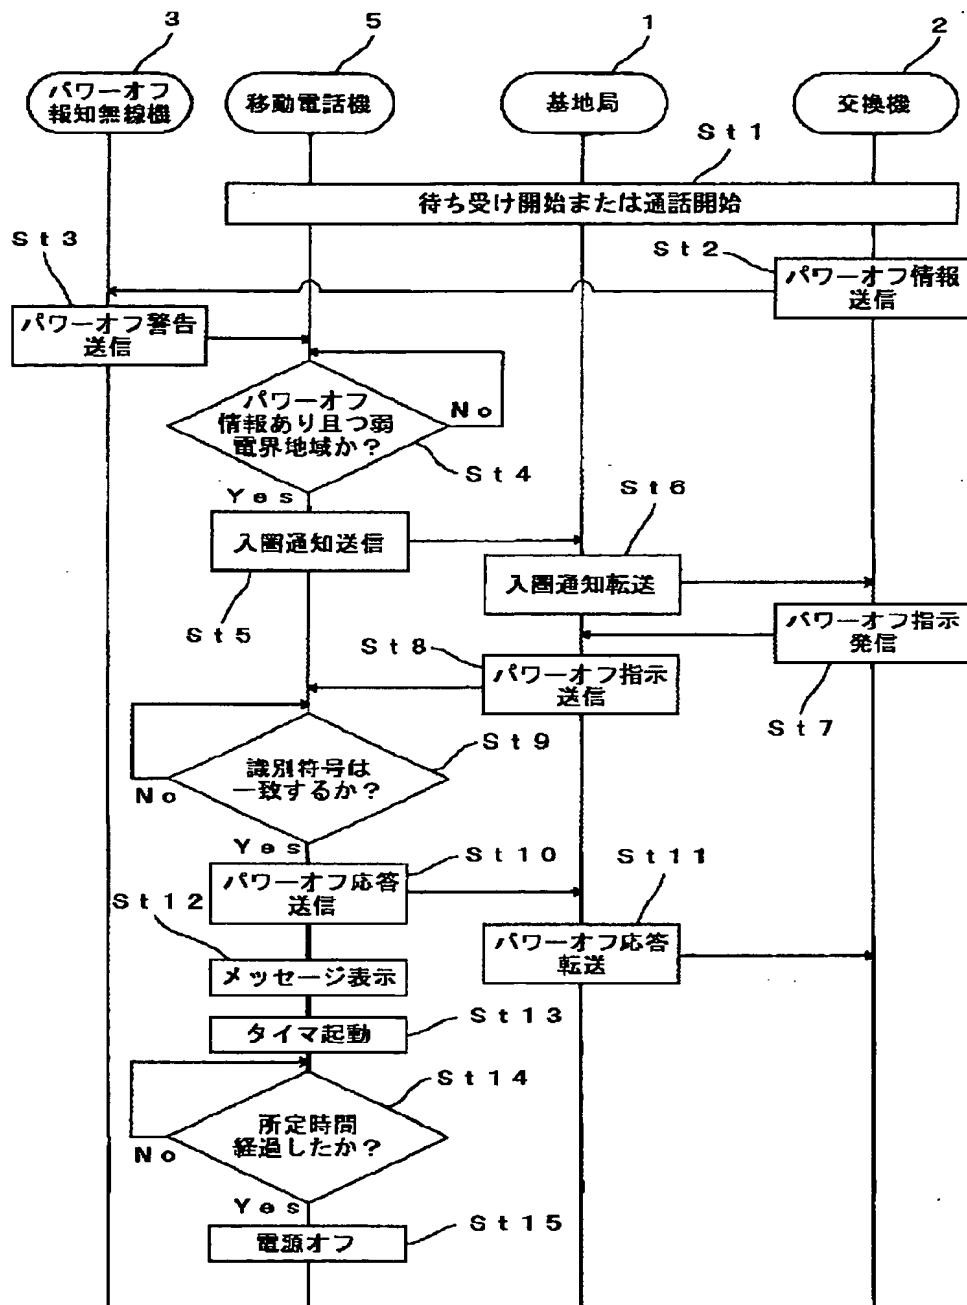 3
5
1
2
パワーオフ
報知無線機
移動電話機
基地局
交換機
St1
待ち受け開始または通話開始
St3
St2
パワーオフ情報
送信
パワーオフ警告
送信
パワーオフ
情報あり且つ弱
電界地域か？
No
St4
Yes
St6
入圏通知送信
入圏通知転送
St5
パワーオフ指示
発信
St8
パワーオフ指示
送信
St7
St9
識別符号は
一致するか？
No
Yes
St10
St11
パワーオフ応答
送信
St12
パワーオフ応答
転送
メッセージ表示
St13
タイマ起動
St14
所定時間
経過したか？
No
Yes
St15
電源オフ